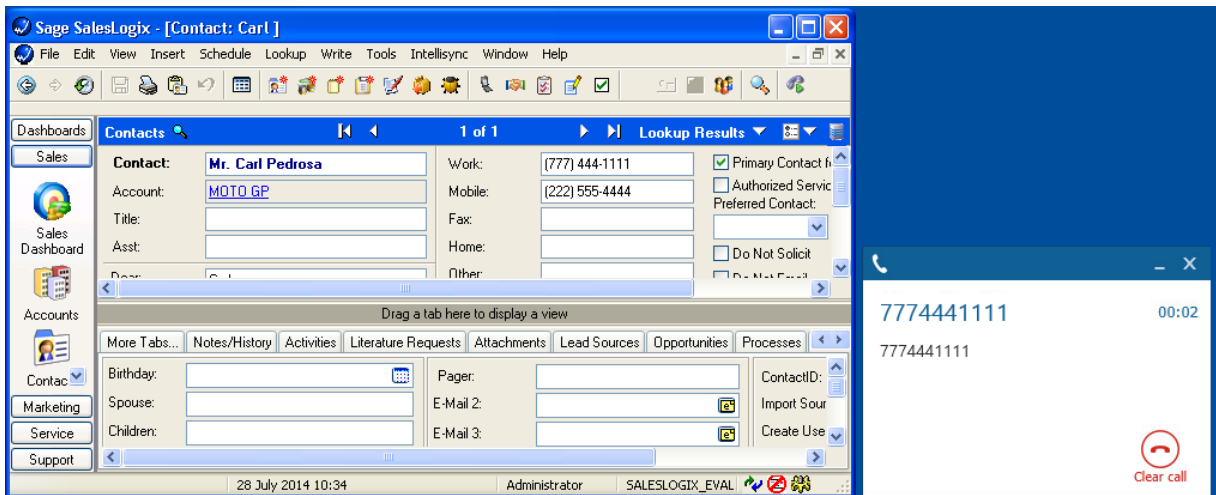 Sage SalesLogix - [Contact: Carl ]
File Edit View Insert Schedule Lookup Write Tools Intellisync Window Help
Dashboards
Sales
Sales
Dashboard
Accounts
Contac
Marketing
Service
Support
Contacts 1 of 1 Lookup Results
Contact: Mr. Carl Pedrosa
Account: MOTO GP
Title:
Asst:
Work: (777) 444-1111
Mobile: (222) 555-4444
Fax:
Home:
Other:
Primary Contact f
Authorized Servic
Preferred Contact:
Do Not Solicit
Drag a tab here to display a view
More Tabs... Notes/History Activities Literature Requests Attachments Lead Sources Opportunities Processes
Birthday:
Spouse:
Children:
Pager:
E-Mail 2:
E-Mail 3:
ContactID:
Import Sour
Create Use
28 July 2014 10:34 Administrator SALESLOGIX_EVAL
7774441111 00:02
7774441111
Clear call